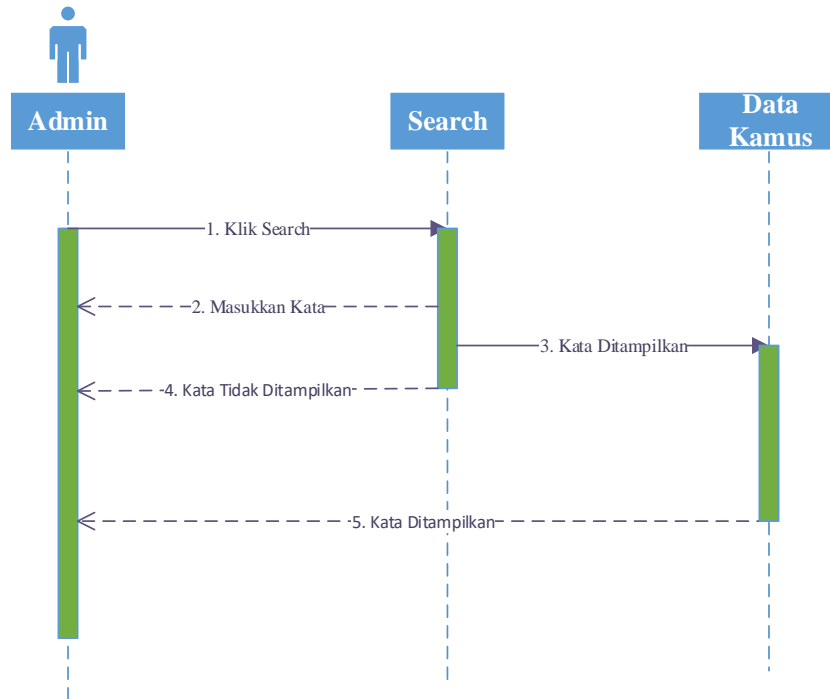 Admin
Search
Data
Kamus
1. Klik Search
2. Masukkan Kata
3. Kata Ditampilkan
4. Kata Tidak Ditampilkan
5. Kata Ditampilkan